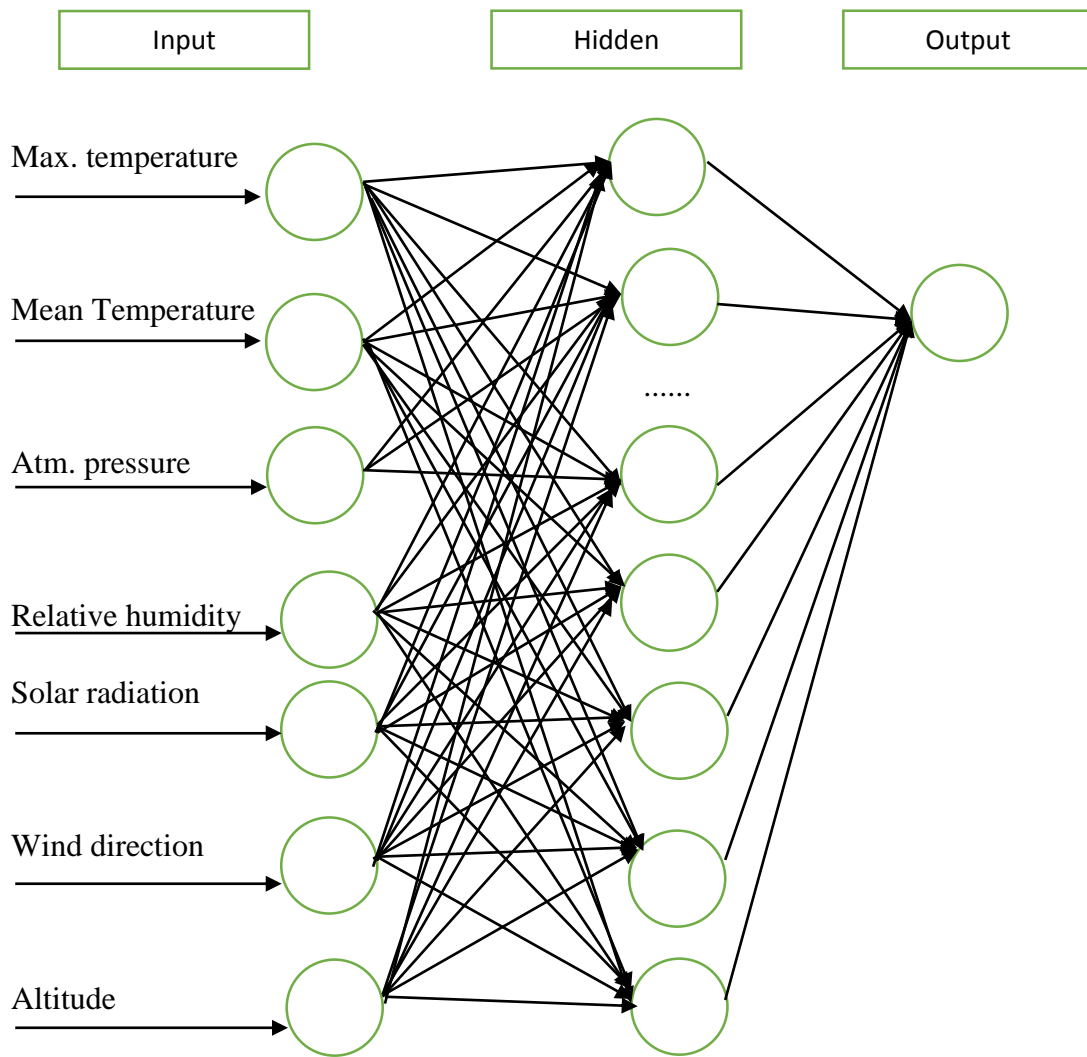 Input
Hidden
Output
Max. temperature
Mean Temperature
......
Atm. pressure
Relative humidity
Solar radiation
Wind direction
Altitude